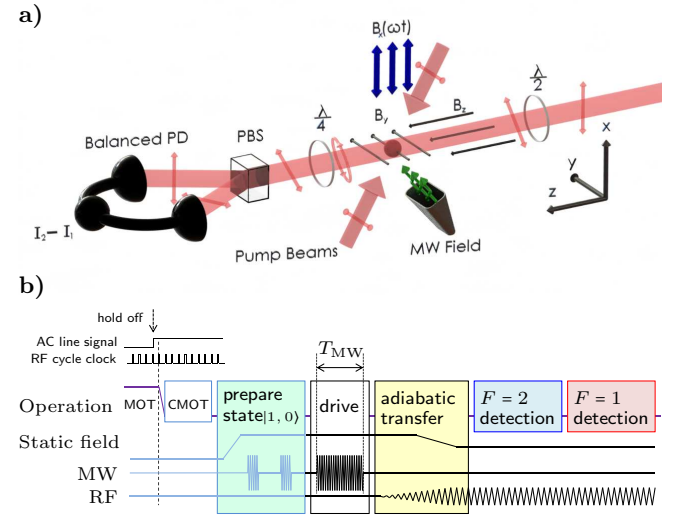 a)
B_x(ωt)
λ/2
λ/4
B_y
B_z
PBS
Balanced PD
x
y
z
I_2 - I_1
Pump Beams
MW Field
b)
hold off
AC line signal
RF cycle clock
T_MW
Operation
MOT
CMOT
prepare
state|1, 0⟩
drive
adiabatic
transfer
F = 2
detection
F = 1
detection
Static field
MW
RF